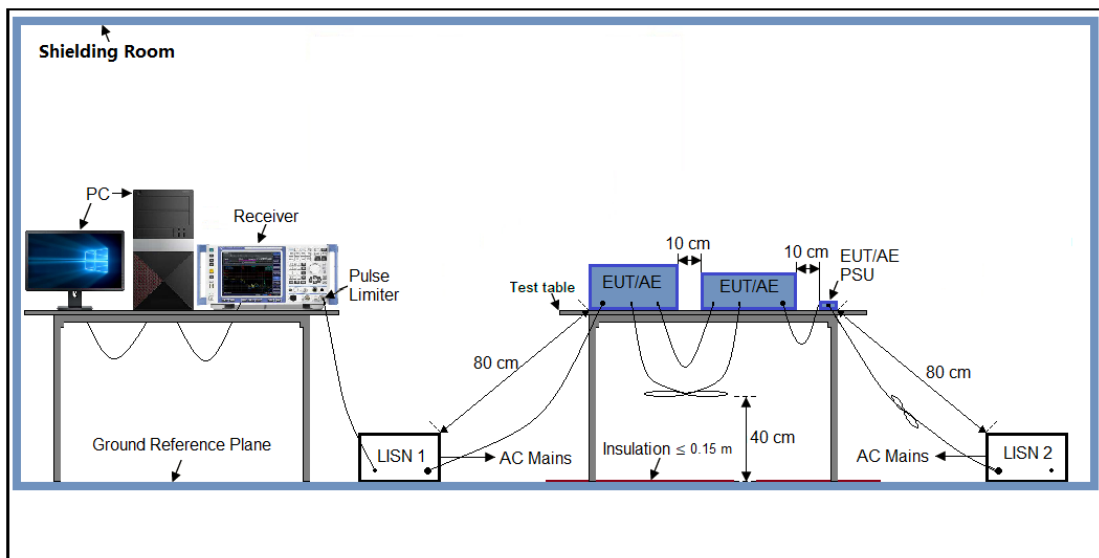 Shielding Room
PC
Receiver
Pulse
Limiter
10 cm
10 cm
EUT/AE
PSU
Test table
EUT/AE
EUT/AE
80 cm
80 cm
40 cm
Ground Reference Plane
LISN 1
AC Mains
Insulation ≤ 0.15 m
AC Mains
LISN 2